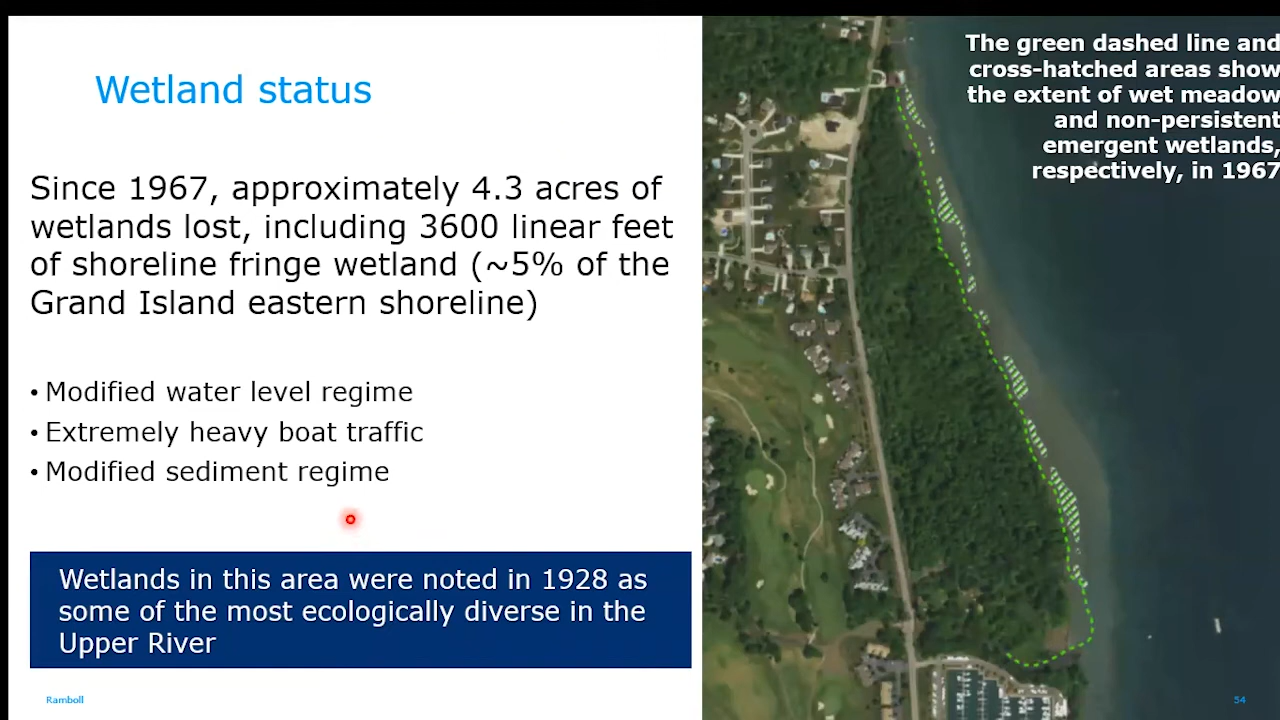 Wetland status
Since 1967, approximately 4.3 acres of
wetlands lost, including 3600 linear feet
of shoreline fringe wetland (~5% of the
Grand Island eastern shoreline)
• Modified water level regime
• Extremely heavy boat traffic
• Modified sediment regime
Wetlands in this area were noted in 1928 as
some of the most ecologically diverse in the
Upper River
The green dashed line and
cross-hatched areas show
the extent of wet meadow
and non-persistent
emergent wetlands,
respectively, in 1967
Ramboll
54